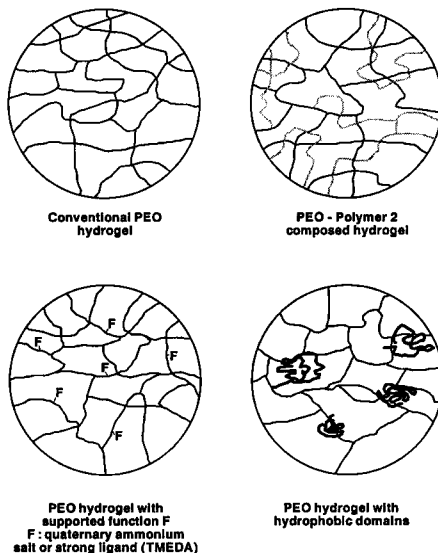 Conventional PEO
hydrogel
PEO - Polymer 2
composed hydrogel
F
F
F
F
F
F
PEO hydrogel with
supported function F
F : quaternary ammonium
salt or strong ligand (TMEDA)
PEO hydrogel with
hydrophobic domains